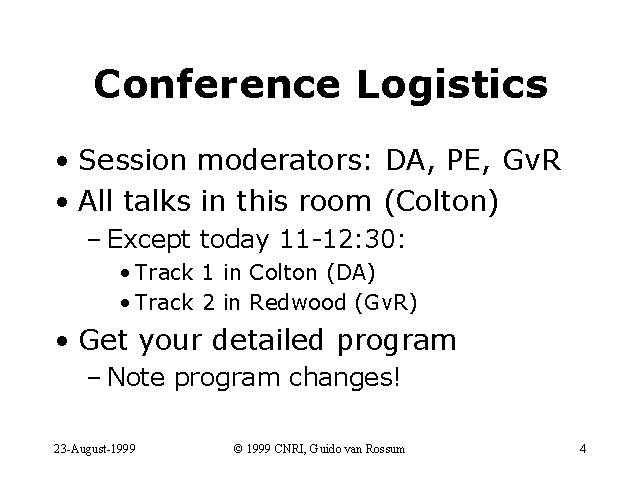 Conference Logistics
• Session moderators: DA, PE, GvR
• All talks in this room (Colton)
– Except today 11-12:30:
• Track 1 in Colton (DA)
• Track 2 in Redwood (GvR)
• Get your detailed program
– Note program changes!
23-August-1999 © 1999 CNRI, Guido van Rossum 4